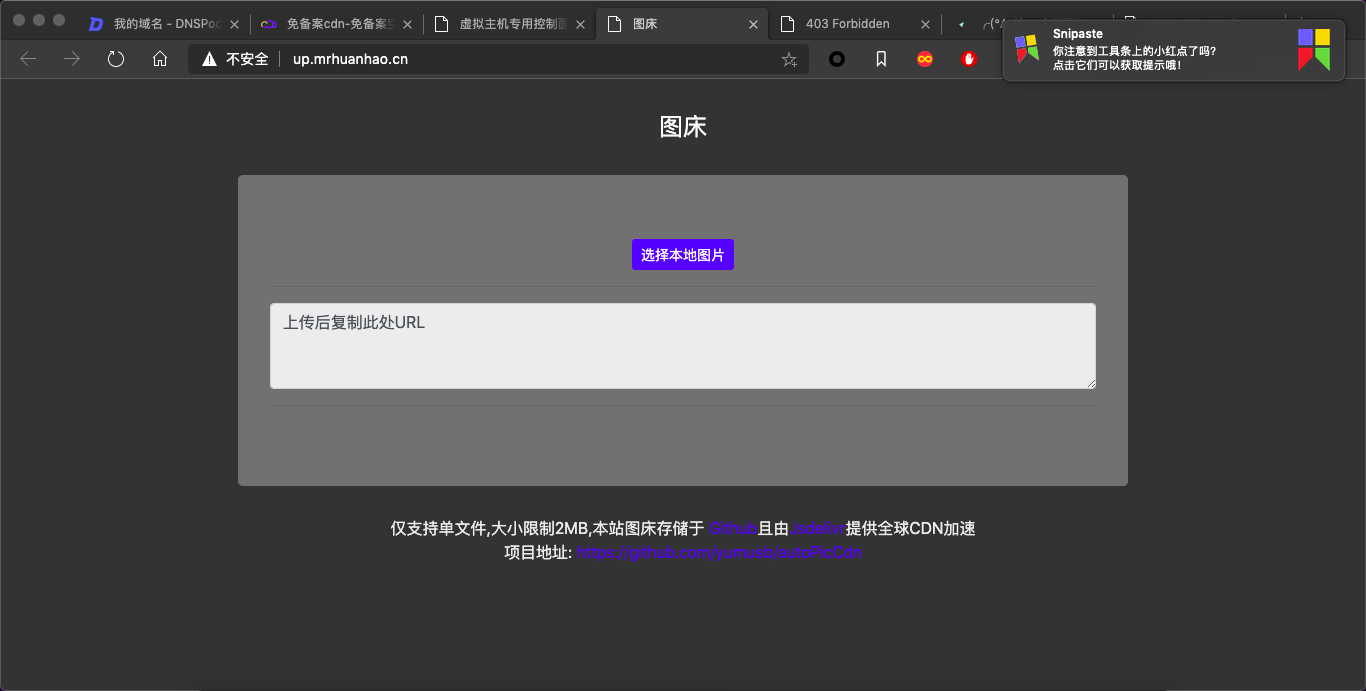 我的域名 - DNSPod
免备案cdn-免备案
虚拟主机专用控制面
图床
403 Forbidden
Snipaste
你注意到工具条上的小红点了吗？
点击它们可以获取提示哦！
不安全
up.mrhuanhao.cn
图床
选择本地图片
上传后复制此处URL
仅支持单文件,大小限制2MB,本站图床存储于 Github且由Jsdelivr提供全球CDN加速
项目地址: https://github.com/yumusb/autoPicCdn